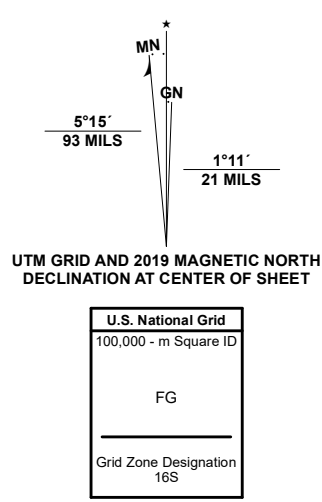 MN
GN
5°15´
93 MILS
1°11´
21 MILS
UTM GRID AND 2019 MAGNETIC NORTH
DECLINATION AT CENTER OF SHEET
U.S. National Grid
100,000 - m Square ID
FG
Grid Zone Designation
16S